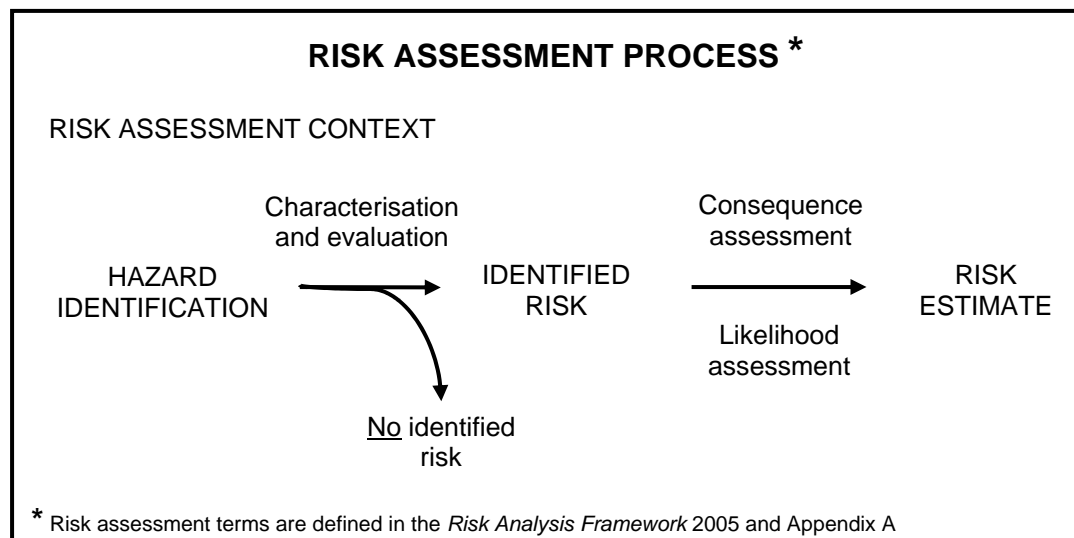 RISK ASSESSMENT PROCESS *
RISK ASSESSMENT CONTEXT
Characterisation
and evaluation
Consequence
assessment
HAZARD
IDENTIFICATION
IDENTIFIED
RISK
RISK
ESTIMATE
Likelihood
assessment
No identified
risk
* Risk assessment terms are defined in the Risk Analysis Framework 2005 and Appendix A